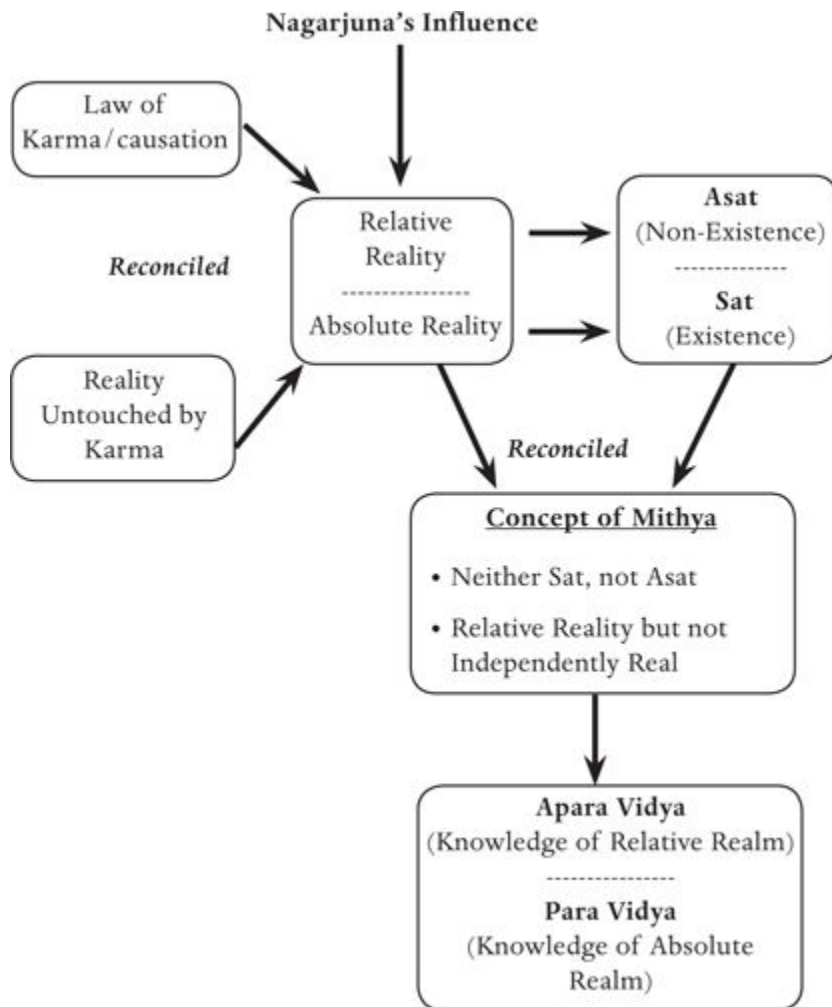 Nagarjuna's Influence
Law of
Karma/causation
Relative
Reality
Absolute Reality
Asat
(Non-Existence)
Sat
(Existence)
Reconciled
Reality
Untouched by
Karma
Reconciled
Concept of Mithya
• Neither Sat, not Asat
• Relative Reality but not
Independently Real
Apara Vidya
(Knowledge of Relative Realm)
Para Vidya
(Knowledge of Absolute
Realm)